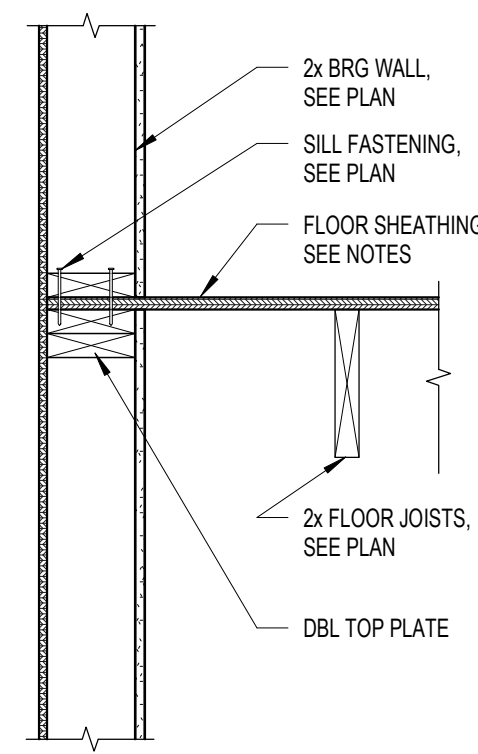 2x BRG WALL,
SEE PLAN
SILL FASTENING,
SEE PLAN
FLOOR SHEATHING
SEE NOTES
2x FLOOR JOISTS,
SEE PLAN
DBL TOP PLATE